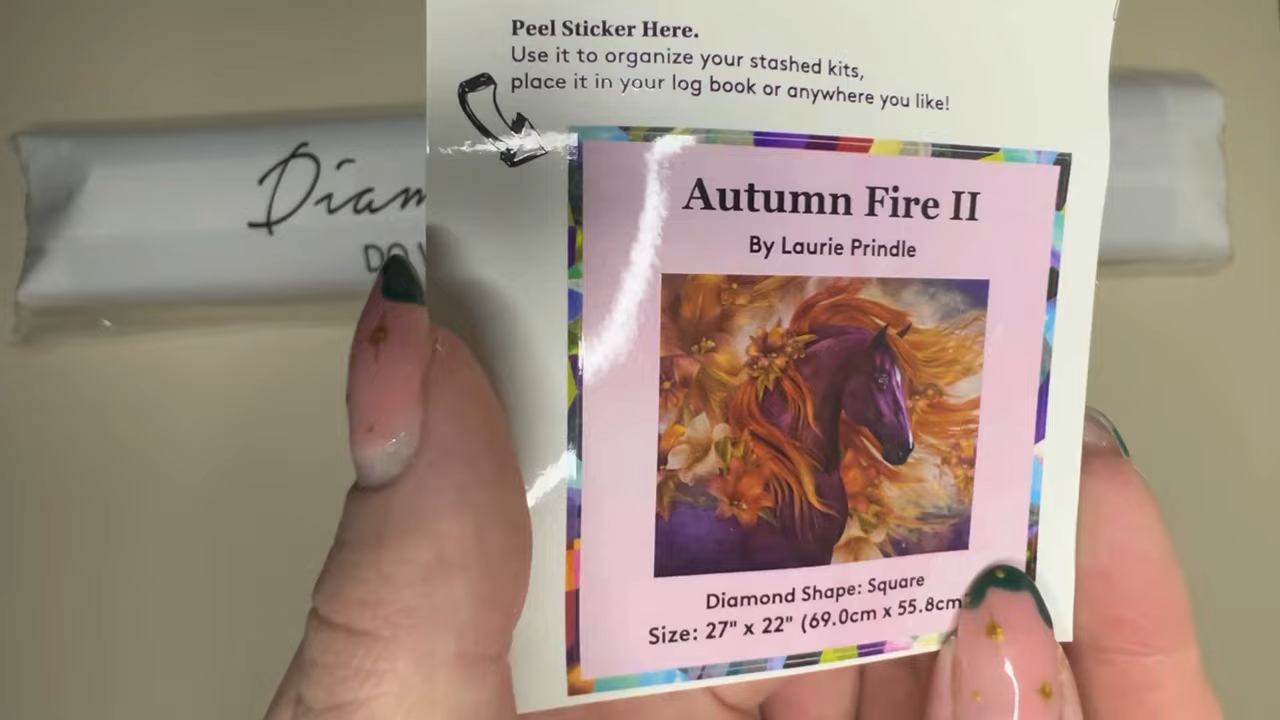 Peel Sticker Here.
Use it to organize your stashed kits,
place it in your log book or anywhere you like!
Diam
Autumn Fire II
By Laurie Prindle
Diamond Shape: Square
Size: 27" x 22" (69.0cm x 55.8cm